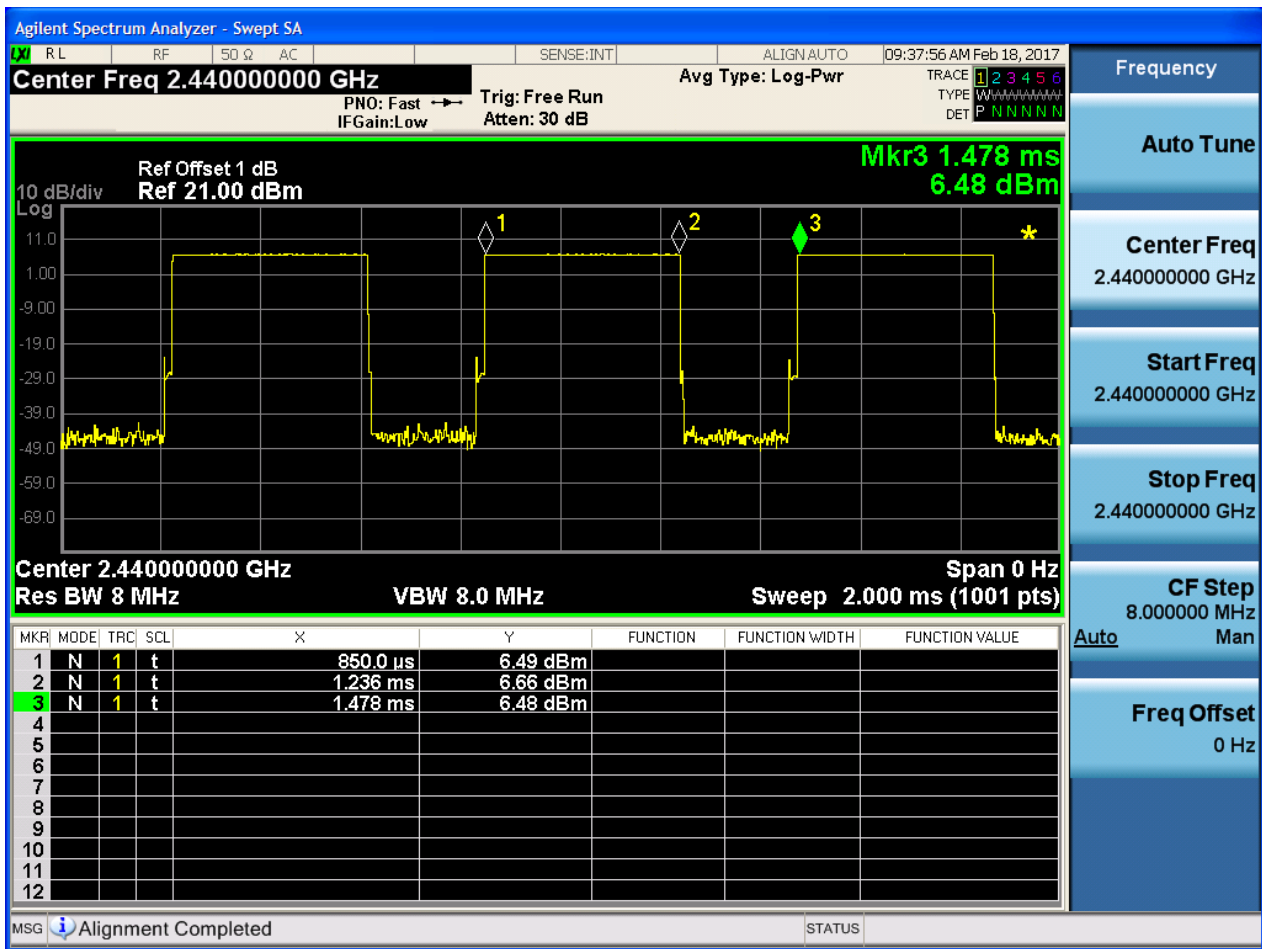 Agilent Spectrum Analyzer - Swept SA
LXI RL RF 50 Ω AC SENSE:INT ALIGN AUTO 09:37:56 AM Feb 18, 2017
Center Freq 2.440000000 GHz
PNO: Fast
IFGain:Low
Trig: Free Run
Atten: 30 dB
Avg Type: Log-Pwr
TRACE 1 2 3 4 5 6
TYPE W
DET P N N N N N
Ref Offset 1 dB
10 dB/div Ref 21.00 dBm
Log
Mkr3 1.478 ms
6.48 dBm
1 2 3 *
11.0
1.00
-9.00
-19.0
-29.0
-39.0
-49.0
-59.0
-69.0
Center 2.440000000 GHz Span 0 Hz
Res BW 8 MHz VBW 8.0 MHz Sweep 2.000 ms (1001 pts)
MKR MODE TRC SCL X Y FUNCTION FUNCTION WIDTH FUNCTION VALUE
1 N 1 t 850.0 µs 6.49 dBm
2 N 1 t 1.236 ms 6.66 dBm
3 N 1 t 1.478 ms 6.48 dBm
4
5
6
7
8
9
10
11
12
MSG Alignment Completed STATUS
Frequency
Auto Tune
Center Freq
2.440000000 GHz
Start Freq
2.440000000 GHz
Stop Freq
2.440000000 GHz
CF Step
8.000000 MHz
Auto Man
Freq Offset
0 Hz